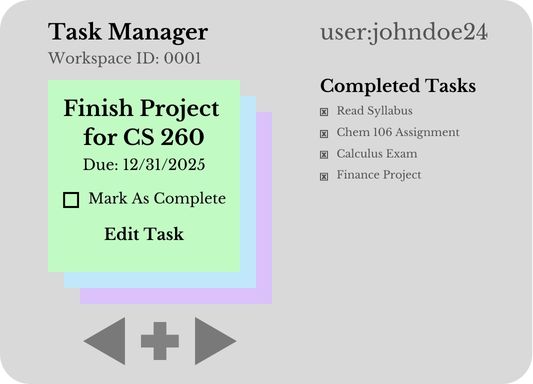 Task Manager
Workspace ID: 0001
Finish Project
for CS 260
Due: 12/31/2025
Mark As Complete
Edit Task
user:johndoe24
Completed Tasks
Read Syllabus
Chem 106 Assignment
Calculus Exam
Finance Project